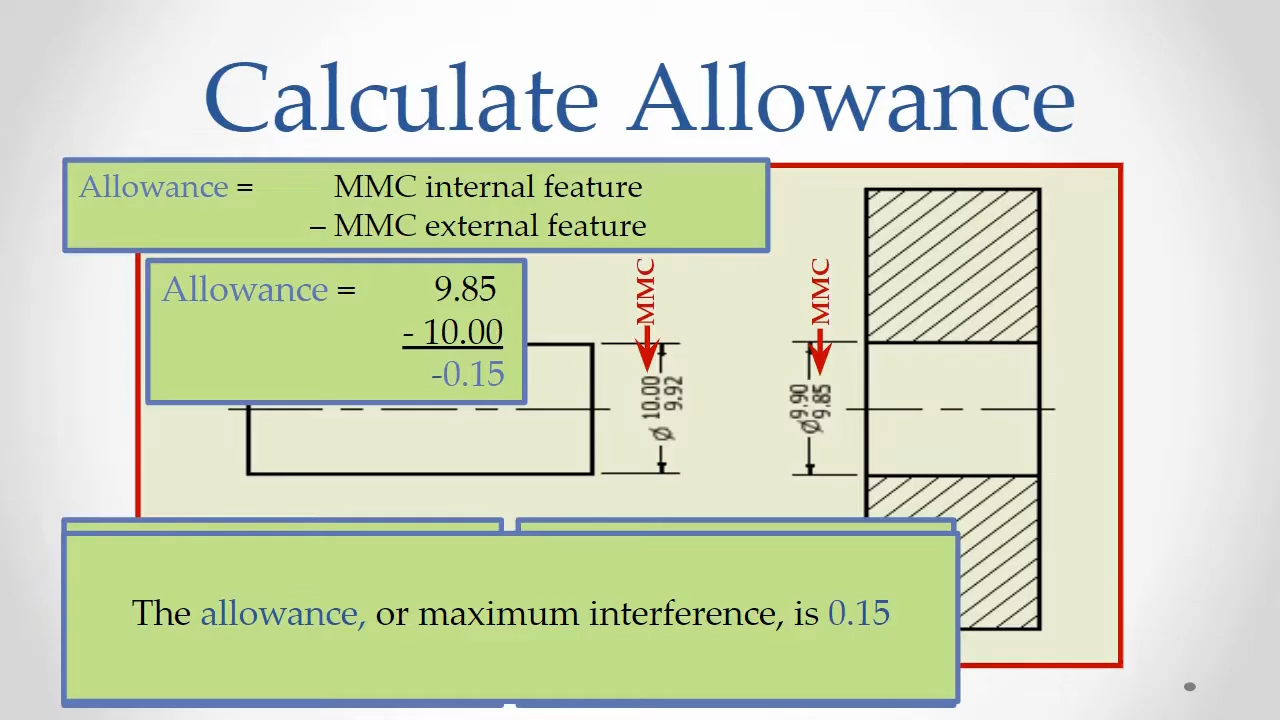 Calculate Allowance
Allowance = MMC internal feature
– MMC external feature
Allowance = 9.85
- 10.00
-0.15
MMC
MMC
Ø 10.00
9.92
Ø9.90
9.85
The allowance, or maximum interference, is 0.15